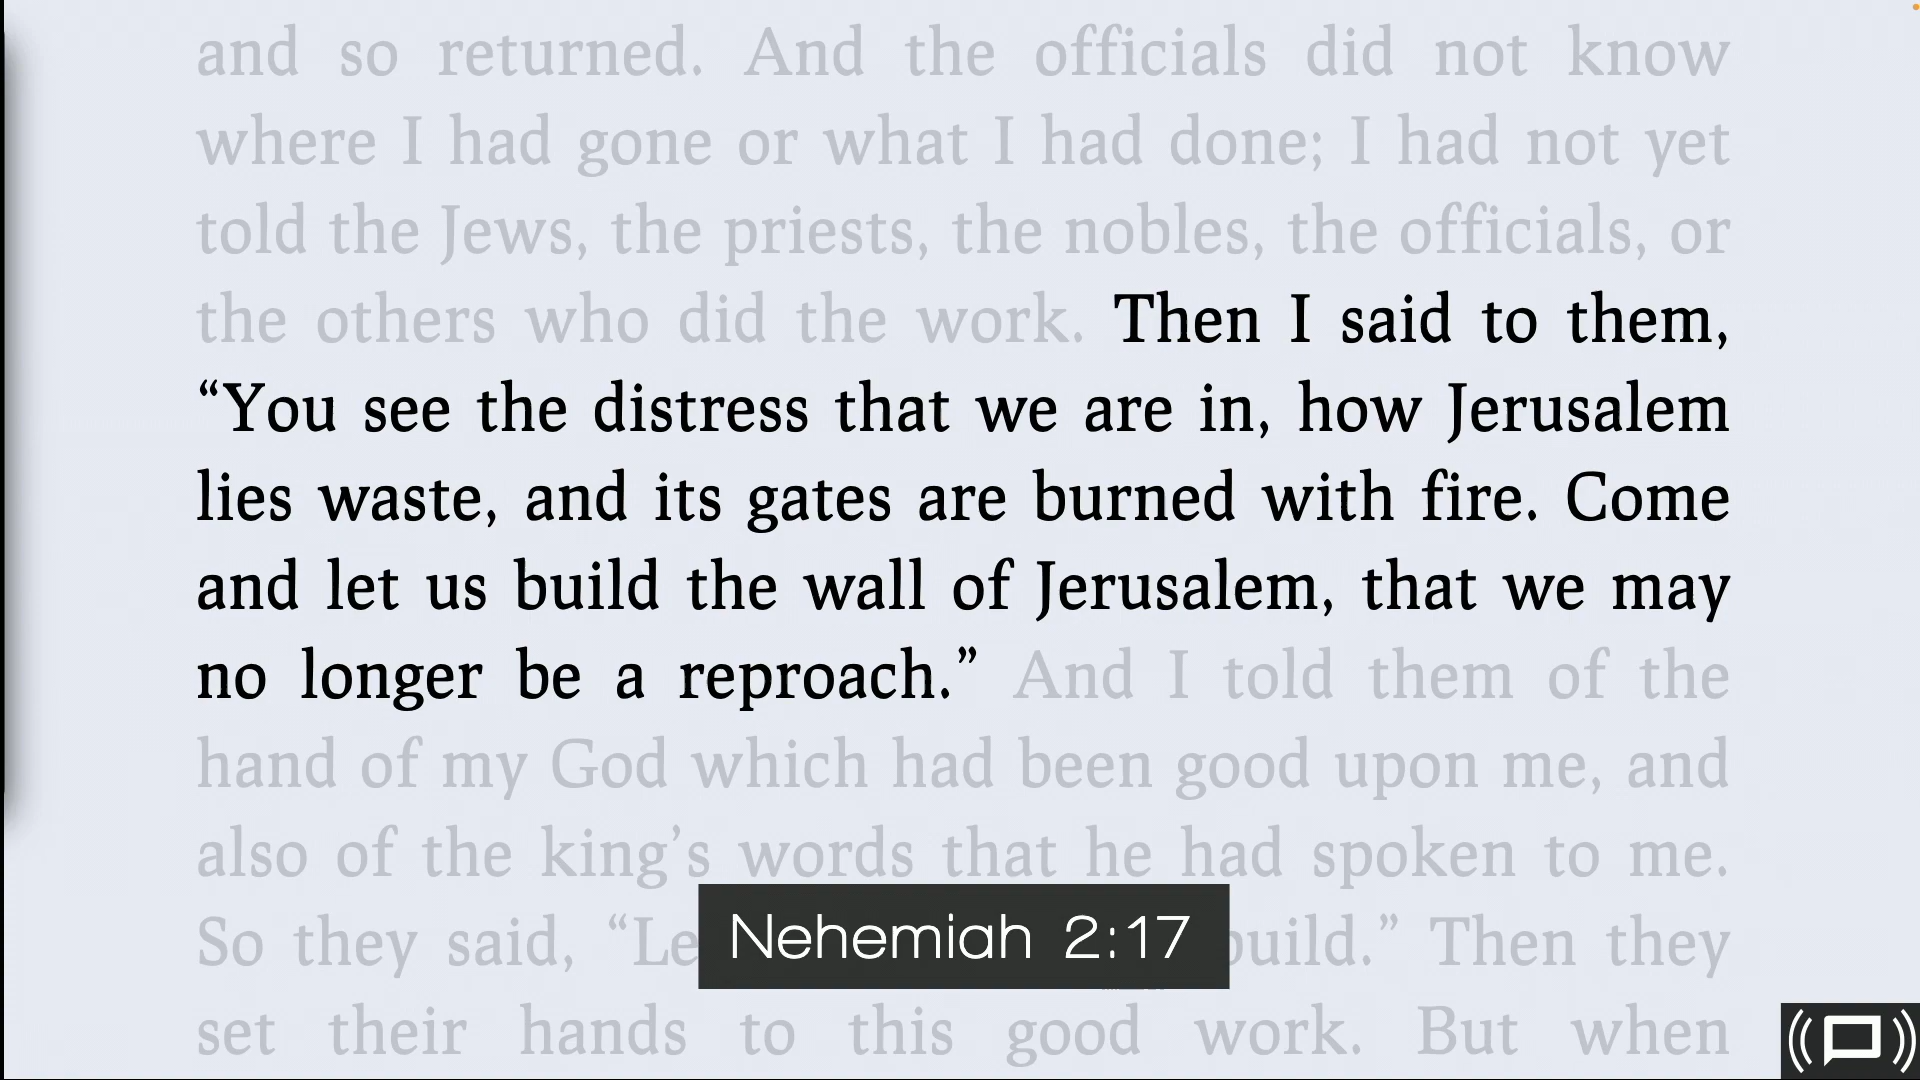 and so returned. And the officials did not know
where I had gone or what I had done; I had not yet
told the Jews, the priests, the nobles, the officials, or
the others who did the work. Then I said to them,
“You see the distress that we are in, how Jerusalem
lies waste, and its gates are burned with fire. Come
and let us build the wall of Jerusalem, that we may
no longer be a reproach.” And I told them of the
hand of my God which had been good upon me, and
also of the king’s words that he had spoken to me.
So they said, “Le build.” Then they
Nehemiah 2:17
set their hands to this good work. But when